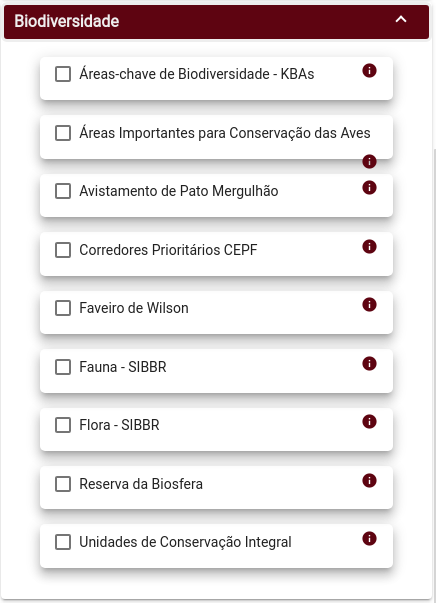 Biodiversidade
Áreas-chave de Biodiversidade - KBAs
Áreas Importantes para Conservação das Aves
Avistamento de Pato Mergulhão
Corredores Prioritários CEPF
Faveiro de Wilson
Fauna - SIBBR
Flora - SIBBR
Reserva da Biosfera
Unidades de Conservação Integral